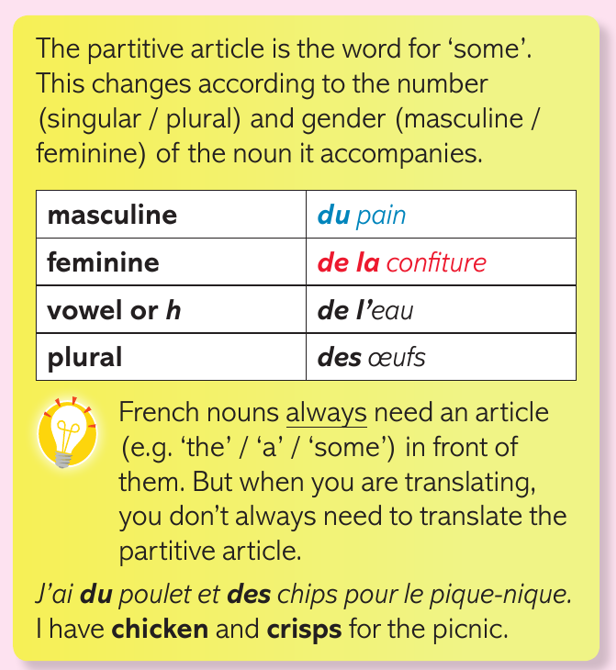 The partitive article is the word for ‘some’.
This changes according to the number
(singular / plural) and gender (masculine /
feminine) of the noun it accompanies.
masculine du pain
feminine de la confiture
vowel or h de l’eau
plural des œufs
French nouns always need an article
(e.g. ‘the’ / ‘a’ / ‘some’) in front of
them. But when you are translating,
you don’t always need to translate the
partitive article.
J’ai du poulet et des chips pour le pique-nique.
I have chicken and crisps for the picnic.